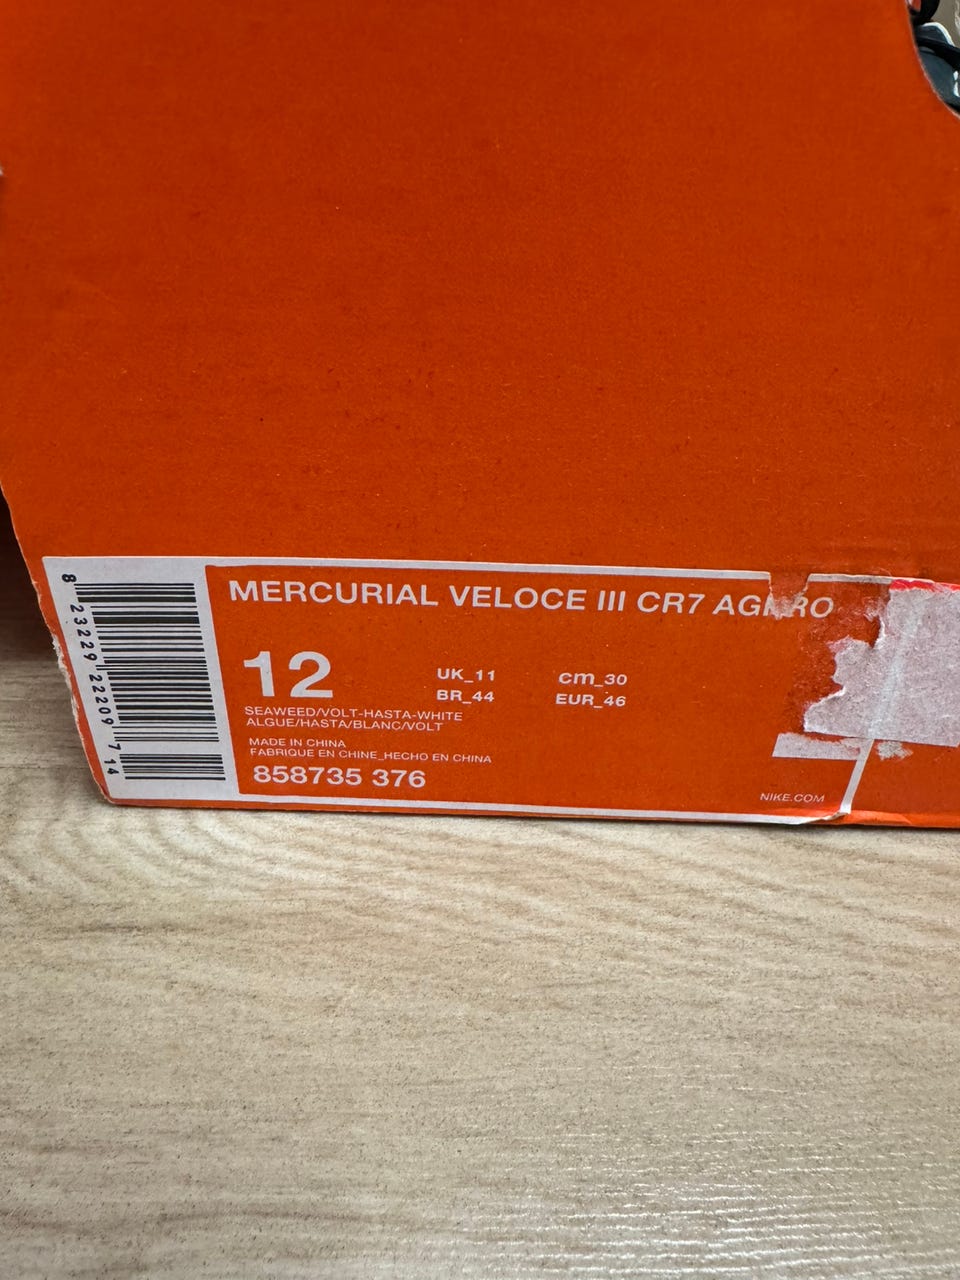 MERCURIAL VELOCE III CR7 AG
12
UK_11
cm_30
BR_44
EUR_46
SEAWEED/VOLT-HASTA-WHITE
ALGUE/HASTA/BLANC/VOLT
MADE IN CHINA
FABRIQUE EN CHINE_HECHO EN CHINA
858735 376
NIKE.COM
8 23229 22209 7 14